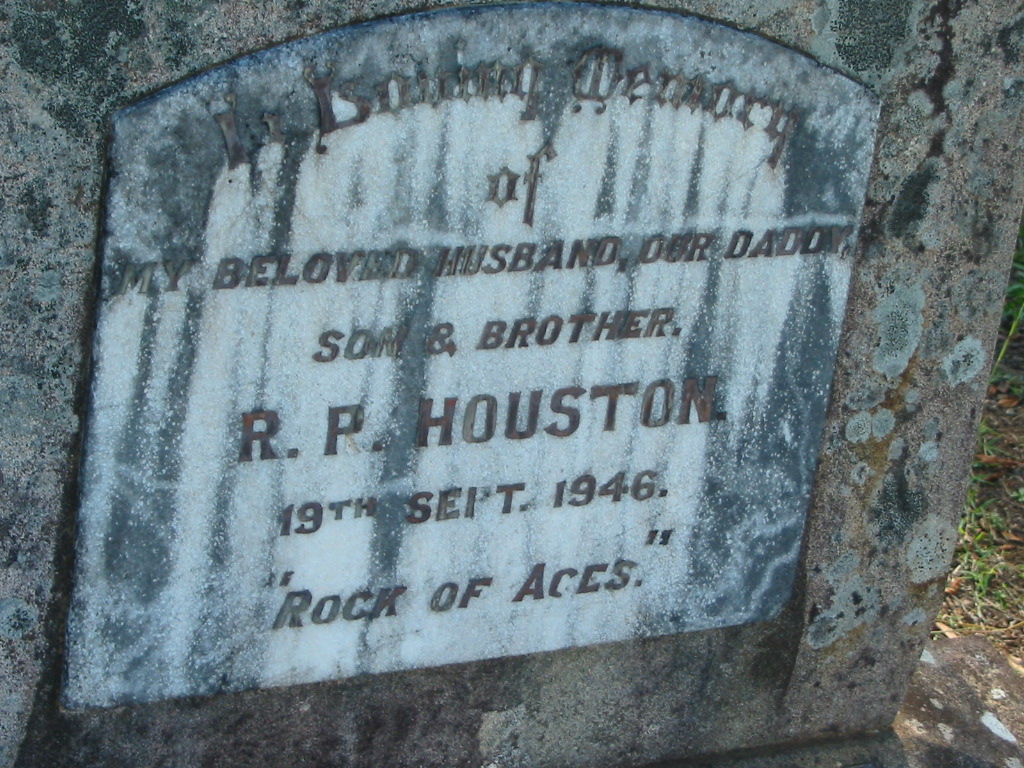 In Loving Memory
of
MY BELOVED HUSBAND, OUR DADDY,
SON & BROTHER.
R. P. HOUSTON.
19TH SEPT. 1946.
"ROCK OF AGES."